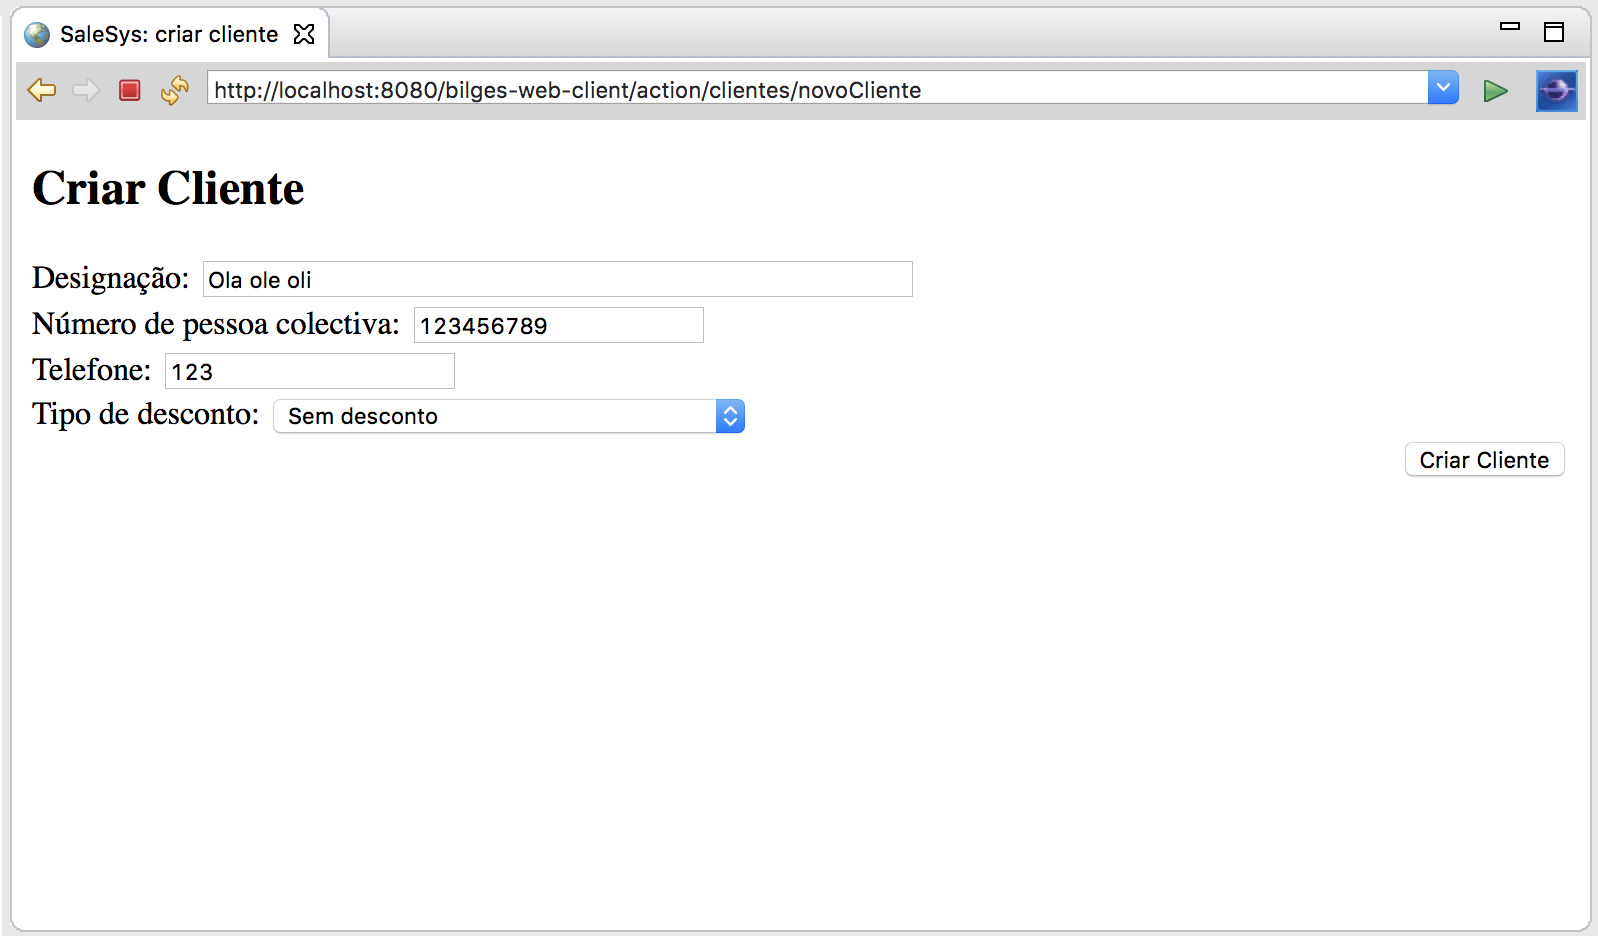 SaleSys: criar cliente
http://localhost:8080/bilges-web-client/action/clientes/novoCliente
Criar Cliente
Designação: Ola ole oli
Número de pessoa colectiva: 123456789
Telefone: 123
Tipo de desconto: Sem desconto
Criar Cliente